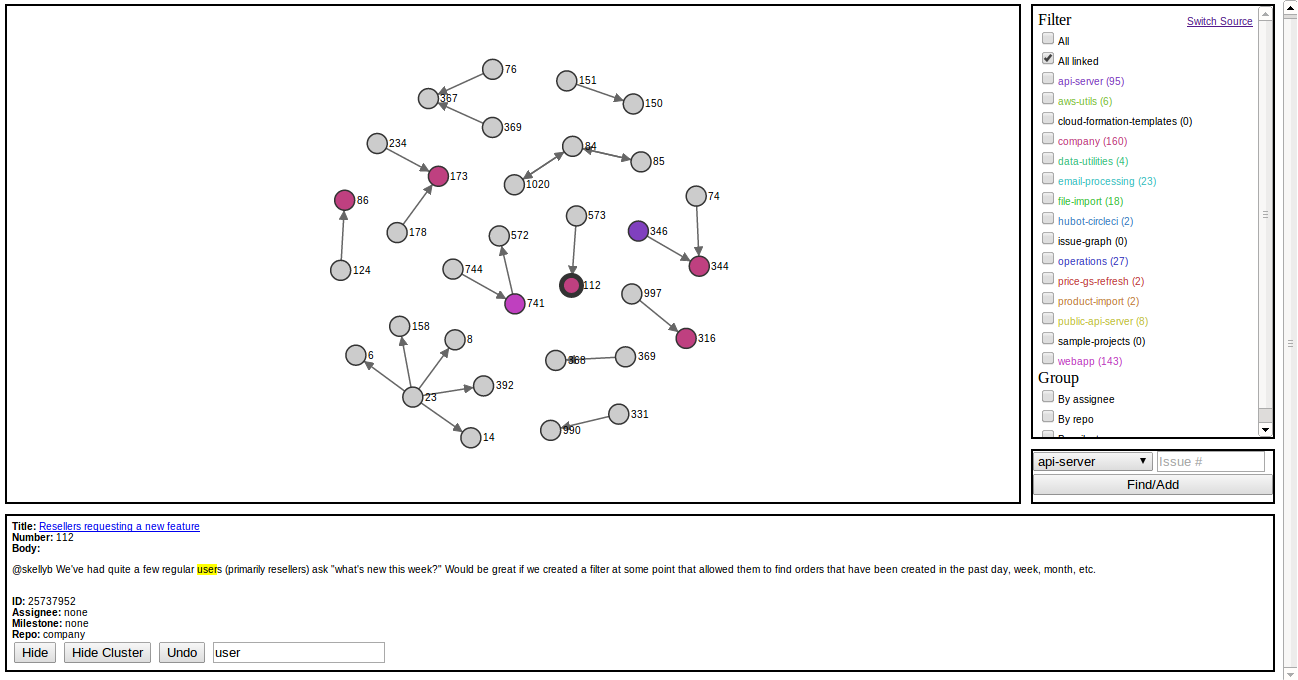 76
151
367
150
369
234
84
85
173
1020
86
74
573
178
572
346
744
344
124
112
741
997
158
8
316
6
368
369
392
23
331
14
990
Filter
Switch Source
All
All linked
api-server (95)
aws-utils (6)
cloud-formation-templates (0)
company (160)
data-utilities (4)
email-processing (23)
file-import (18)
hubot-circleci (2)
issue-graph (0)
operations (27)
price-gs-refresh (2)
product-import (2)
public-api-server (8)
sample-projects (0)
webapp (143)
Group
By assignee
By repo
api-server
Issue #
Find/Add
Title: Resellers requesting a new feature
Number: 112
Body:
@skellyb We've had quite a few regular users (primarily resellers) ask "what's new this week?" Would be great if we created a filter at some point that allowed them to find orders that have been created in the past day, week, month, etc.
ID: 25737952
Assignee: none
Milestone: none
Repo: company
Hide
Hide Cluster
Undo
user